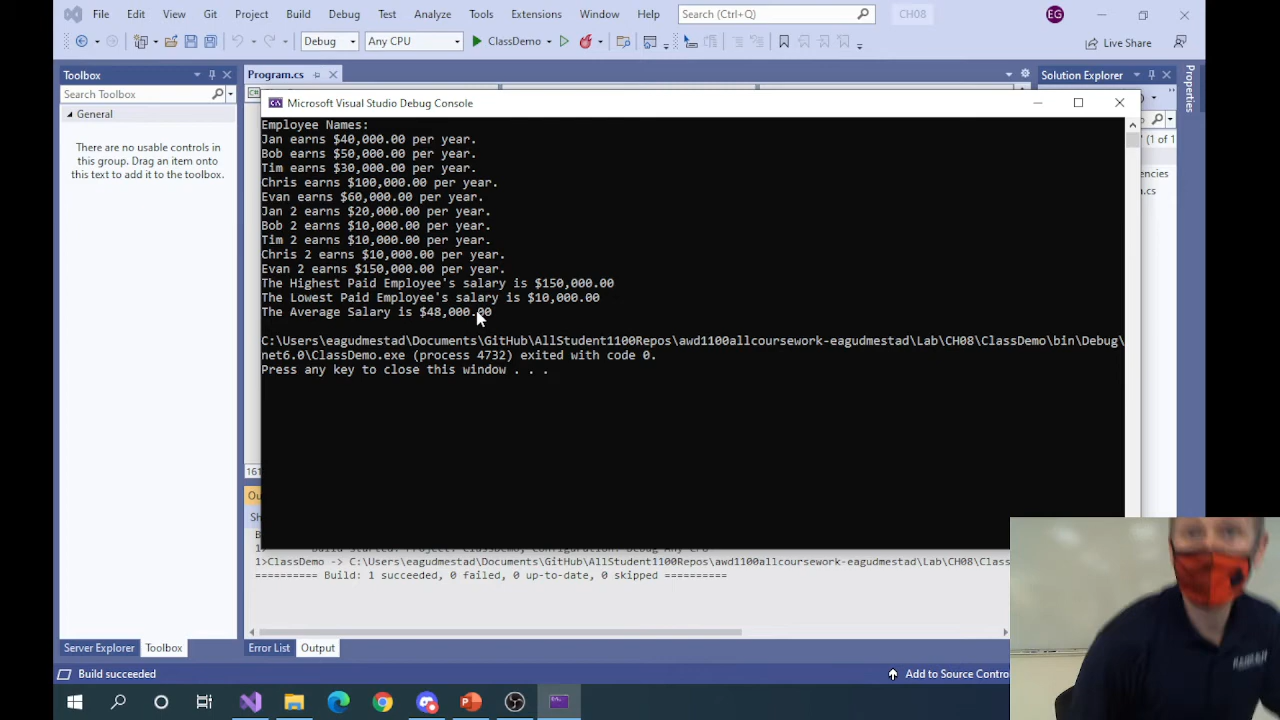 File Edit View Git Project Build Debug Test Analyze Tools Extensions Window Help Search (Ctrl+Q) CH08 EG
Debug Any CPU ClassDemo Live Share
Toolbox Program.cs Solution Explorer
Search Toolbox
General
There are no usable controls in
this group. Drag an item onto
this text to add it to the toolbox.
Properties
Microsoft Visual Studio Debug Console
Employee Names:
Jan earns $40,000.00 per year.
Bob earns $50,000.00 per year.
Tim earns $30,000.00 per year.
Chris earns $100,000.00 per year.
Evan earns $60,000.00 per year.
Jan 2 earns $20,000.00 per year.
Bob 2 earns $10,000.00 per year.
Tim 2 earns $10,000.00 per year.
Chris 2 earns $10,000.00 per year.
Evan 2 earns $150,000.00 per year.
The Highest Paid Employee's salary is $150,000.00
The Lowest Paid Employee's salary is $10,000.00
The Average Salary is $48,000.00
C:\Users\eagudmestad\Documents\GitHub\AllStudent1100Repos\awd1100allcoursework-eagudmestad\Lab\CH08\ClassDemo\bin\Debug\
net6.0\ClassDemo.exe (process 4732) exited with code 0.
Press any key to close this window . . .
(1 of 1
encies
.cs
161
Ou
1>ClassDemo -> C:\Users\eagudmestad\Documents\GitHub\AllStudent1100Repos\awd1100allcoursework-eagudmestad\Lab\CH08\Class
========== Build: 1 succeeded, 0 failed, 0 up-to-date, 0 skipped ==========
Server Explorer Toolbox Error List Output
Build succeeded Add to Source Contro